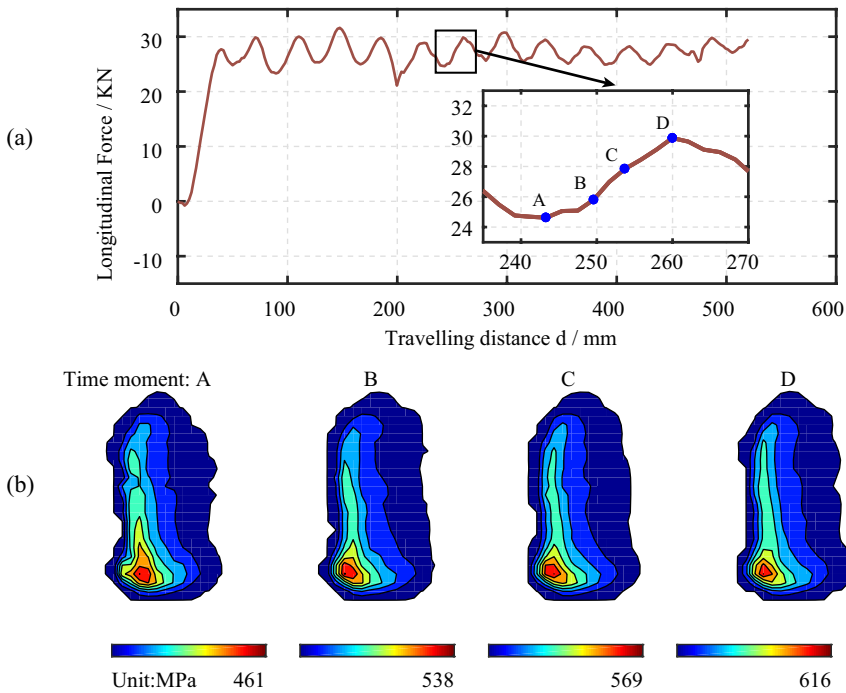 (a)
Longitudinal Force / KN
30
20
10
0
-10
0 100 200 300 400 500 600
Travelling distance d / mm
32
30
28
26
24
240 250 260 270
A
B
C
D
Time moment: A B C D
(b)
Unit:MPa 461 538 569 616